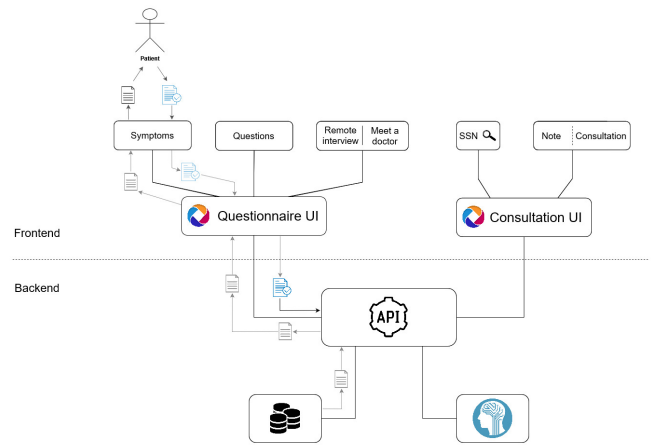 Patient
Symptoms
Questions
Remote interview
Meet a doctor
SSN
Note
Consultation
Questionnaire UI
Consultation UI
Frontend
Backend
API